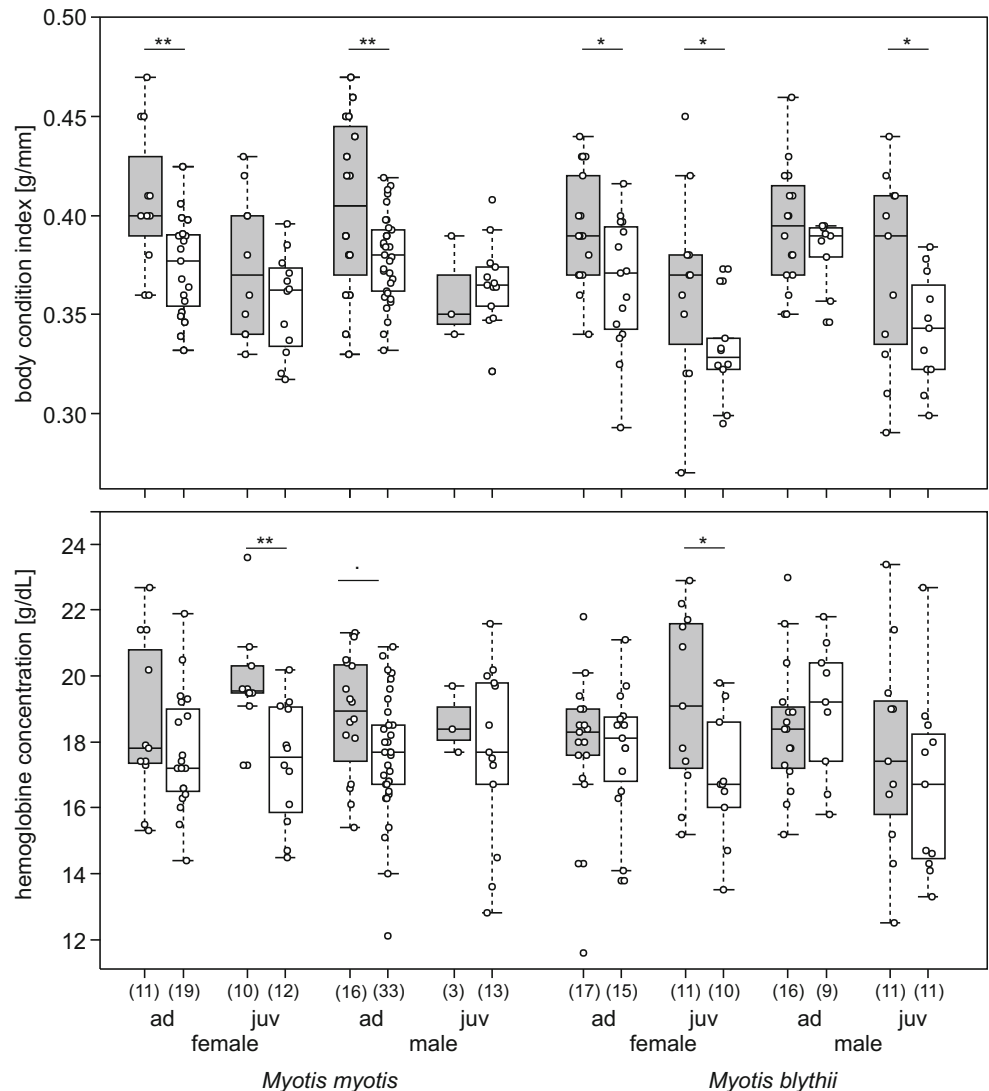 0.50
0.45
0.40
0.35
0.30
body condition index [g/mm]
** ** * * *
24
22
20
18
16
14
12
hemoglobine concentration [g/dL]
** . *
(11) (19) (10) (12) (16) (33) (3) (13) (17) (15) (11) (10) (16) (9) (11) (11)
ad juv ad juv ad juv ad juv
female male female male
Myotis myotis Myotis blythii